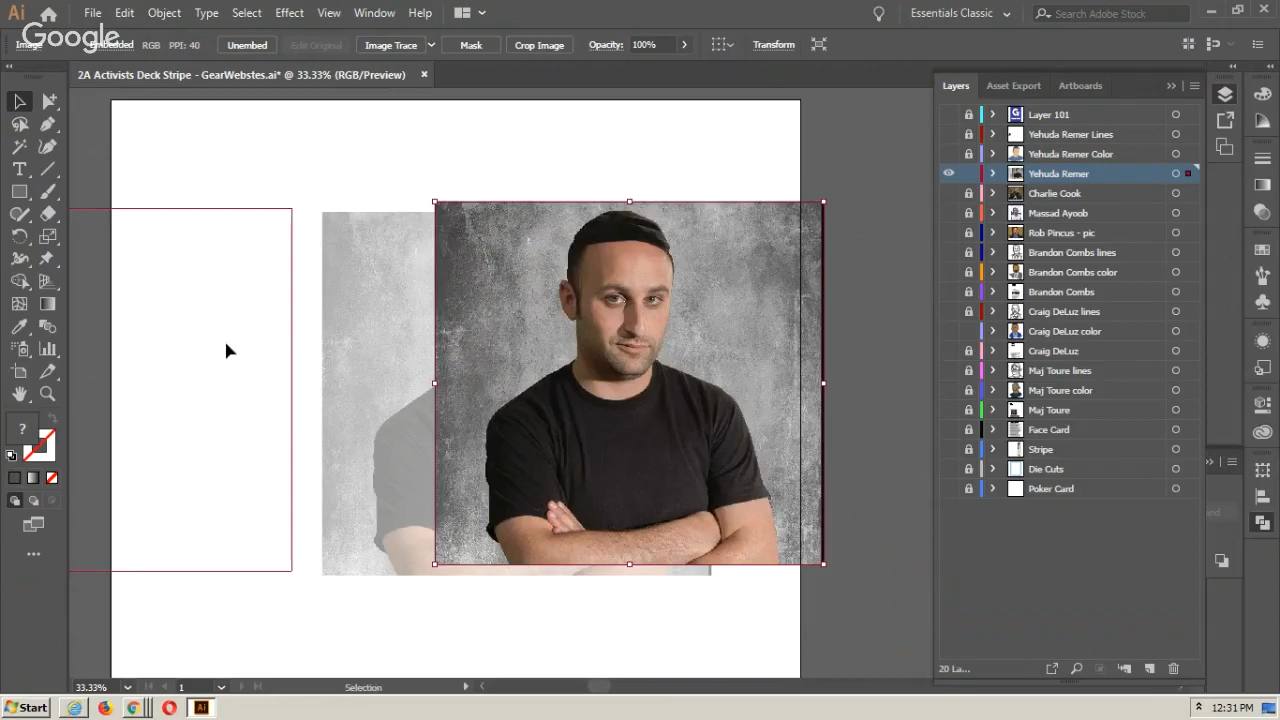 Ai File Edit Object Type Select Effect View Window Help
Essentials Classic
Search Adobe Stock
Google
Image Embedded RGB PPI: 40 Unembed Edit Original Image Trace Mask Crop Image Opacity: 100% Transform
2A Activists Deck Stripe - GearWebstes.ai* @ 33.33% (RGB/Preview)
Layers Asset Export Artboards
Layer 101
Yehuda Remer Lines
Yehuda Remer Color
Yehuda Remer
Charlie Cook
Massad Ayoob
Rob Pincus - pic
Brandon Combs lines
Brandon Combs color
Brandon Combs
Craig DeLuz lines
Craig DeLuz color
Craig DeLuz
Maj Toure lines
Maj Toure color
Maj Toure
Face Card
Stripe
Die Cuts
Poker Card
?
20 La...
33.33% 1 Selection
Start Ai 12:31 PM